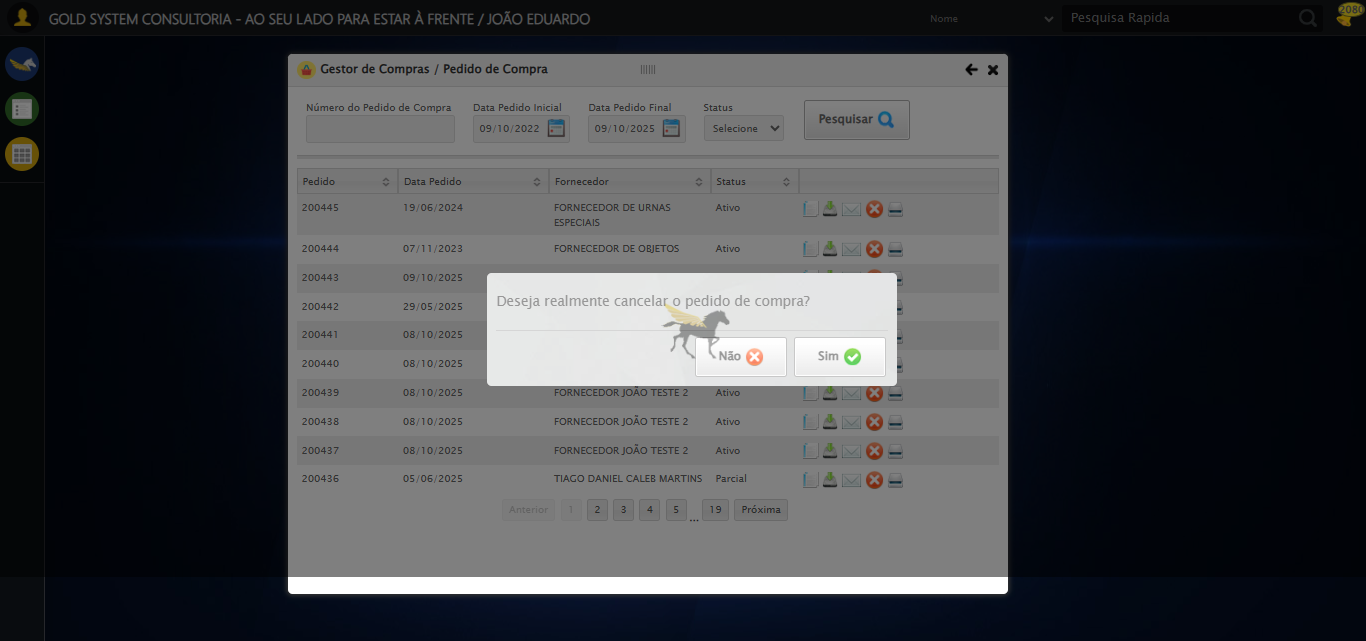 GOLD SYSTEM CONSULTORIA - AO SEU LADO PARA ESTAR À FRENTE / JOÃO EDUARDO
Nome
Pesquisa Rapida
2080
Gestor de Compras / Pedido de Compra
Número do Pedido de Compra
Data Pedido Inicial
Data Pedido Final
Status
09/10/2022
09/10/2025
Selecione
Pesquisar
Pedido Data Pedido Fornecedor Status
200445 19/06/2024 FORNECEDOR DE URNAS ESPECIAIS Ativo
200444 07/11/2023 FORNECEDOR DE OBJETOS Ativo
200443 09/10/2025
200442 29/05/2025
200441 08/10/2025
200440 08/10/2025
Deseja realmente cancelar o pedido de compra?
Não
Sim
200439 08/10/2025 FORNECEDOR JOÃO TESTE 2 Ativo
200438 08/10/2025 FORNECEDOR JOÃO TESTE 2 Ativo
200437 08/10/2025 FORNECEDOR JOÃO TESTE 2 Ativo
200436 05/06/2025 TIAGO DANIEL CALEB MARTINS Parcial
Anterior 1 2 3 4 5 ... 19 Próxima